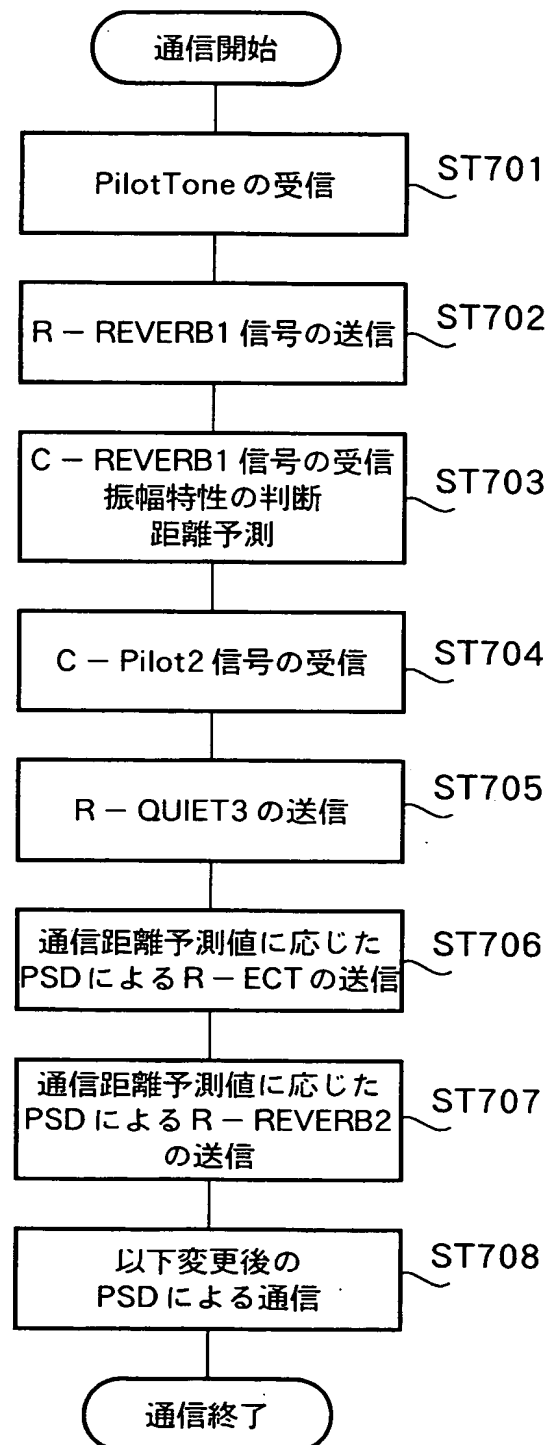 通信開始
PilotTone の受信
ST701
R − REVERB1 信号の送信
ST702
C − REVERB1 信号の受信
振幅特性の判断
距離予測
ST703
C − Pilot2 信号の受信
ST704
R − QUIET3 の送信
ST705
通信距離予測値に応じた
PSD による R − ECT の送信
ST706
通信距離予測値に応じた
PSD による R − REVERB2
の送信
ST707
以下変更後の
PSD による通信
ST708
通信終了